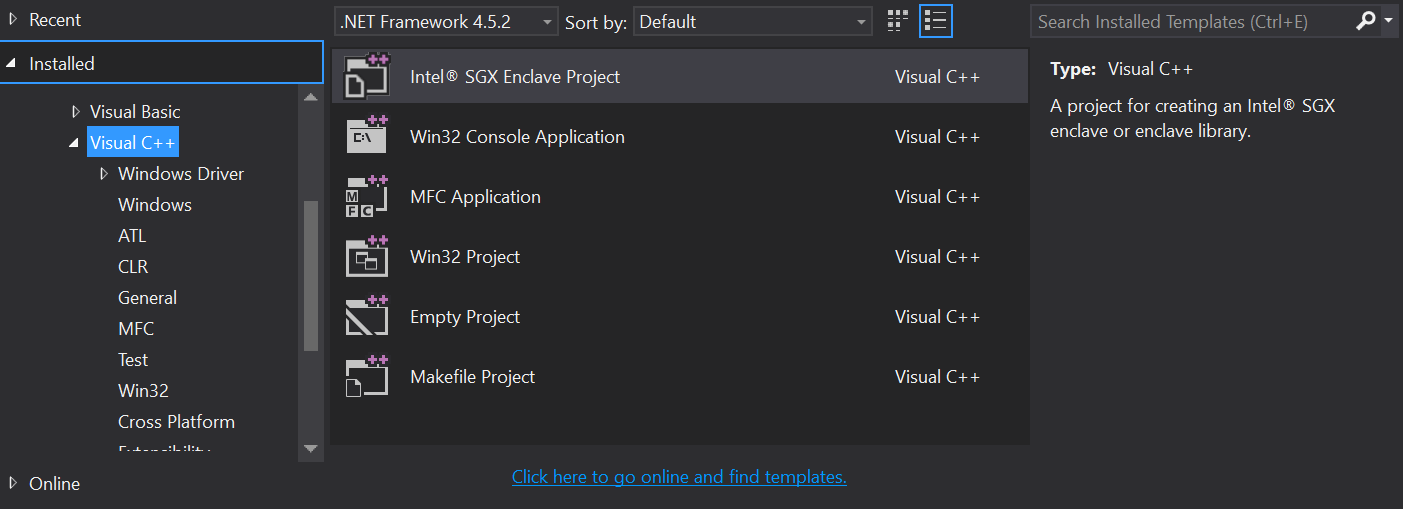 Recent
.NET Framework 4.5.2
Sort by:
Default
Search Installed Templates (Ctrl+E)
Installed
Visual Basic
Visual C++
Windows Driver
Windows
ATL
CLR
General
MFC
Test
Win32
Cross Platform
Extensibility
Online
Intel® SGX Enclave Project Visual C++
C:\
Win32 Console Application Visual C++
M
F C
MFC Application Visual C++
Win32 Project Visual C++
Empty Project Visual C++
Makefile Project Visual C++
Click here to go online and find templates.
Type: Visual C++
A project for creating an Intel® SGX
enclave or enclave library.